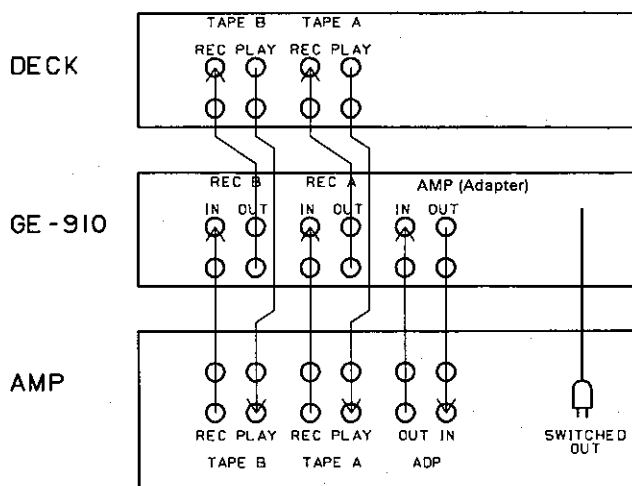 TAPE B TAPE A
REC PLAY REC PLAY
DECK
REC B REC A AMP (Adapter)
IN OUT IN OUT IN OUT
GE-910
AMP
REC PLAY REC PLAY OUT IN
TAPE B TAPE A ADP
SWITCHED
OUT